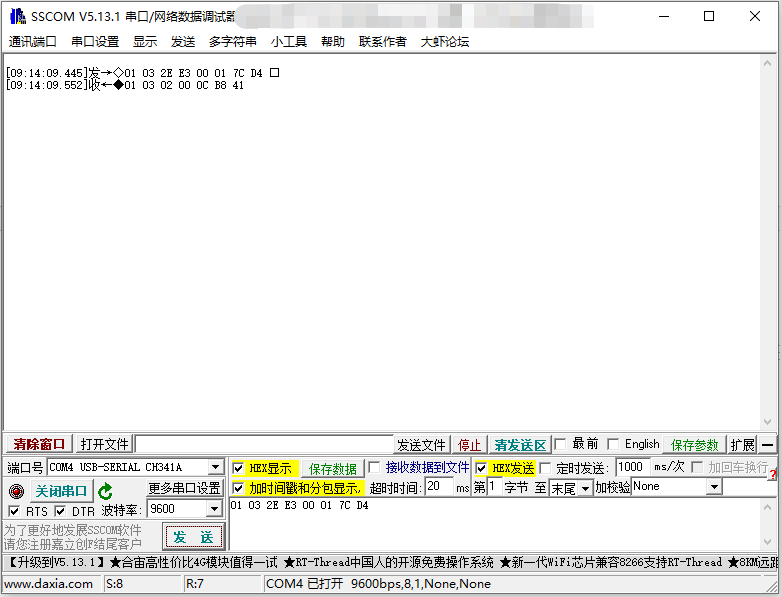 SSCOM V5.13.1 串口/网络数据调试器
通讯端口 串口设置 显示 发送 多字符串 小工具 帮助 联系作者 大虾论坛
[09:14:09.445]发→◇01 03 2E E3 00 01 7C D4 □
[09:14:09.552]收←◆01 03 02 00 0C B8 41
清除窗口 打开文件 发送文件 停止 清发送区 最前 English 保存参数 扩展 —
端口号 COM4 USB-SERIAL CH341A HEX显示 保存数据 接收数据到文件 HEX发送 定时发送: 1000 ms/次 加回车换行
关闭串口 更多串口设置 加时间戳和分包显示, 超时时间: 20 ms 第 1 字节 至 末尾 加校验 None
RTS DTR 波特率: 9600 01 03 2E E3 00 01 7C D4
为了更好地发展SSCOM软件
请您注册嘉立创F结尾客户
发 送
【升级到V5.13.1】★合宙高性价比4G模块值得一试 ★RT-Thread中国人的开源免费操作系统 ★新一代WiFi芯片兼容8266支持RT-Thread ★8KM远距
www.daxia.com S:8 R:7 COM4 已打开 9600bps,8,1,None,None